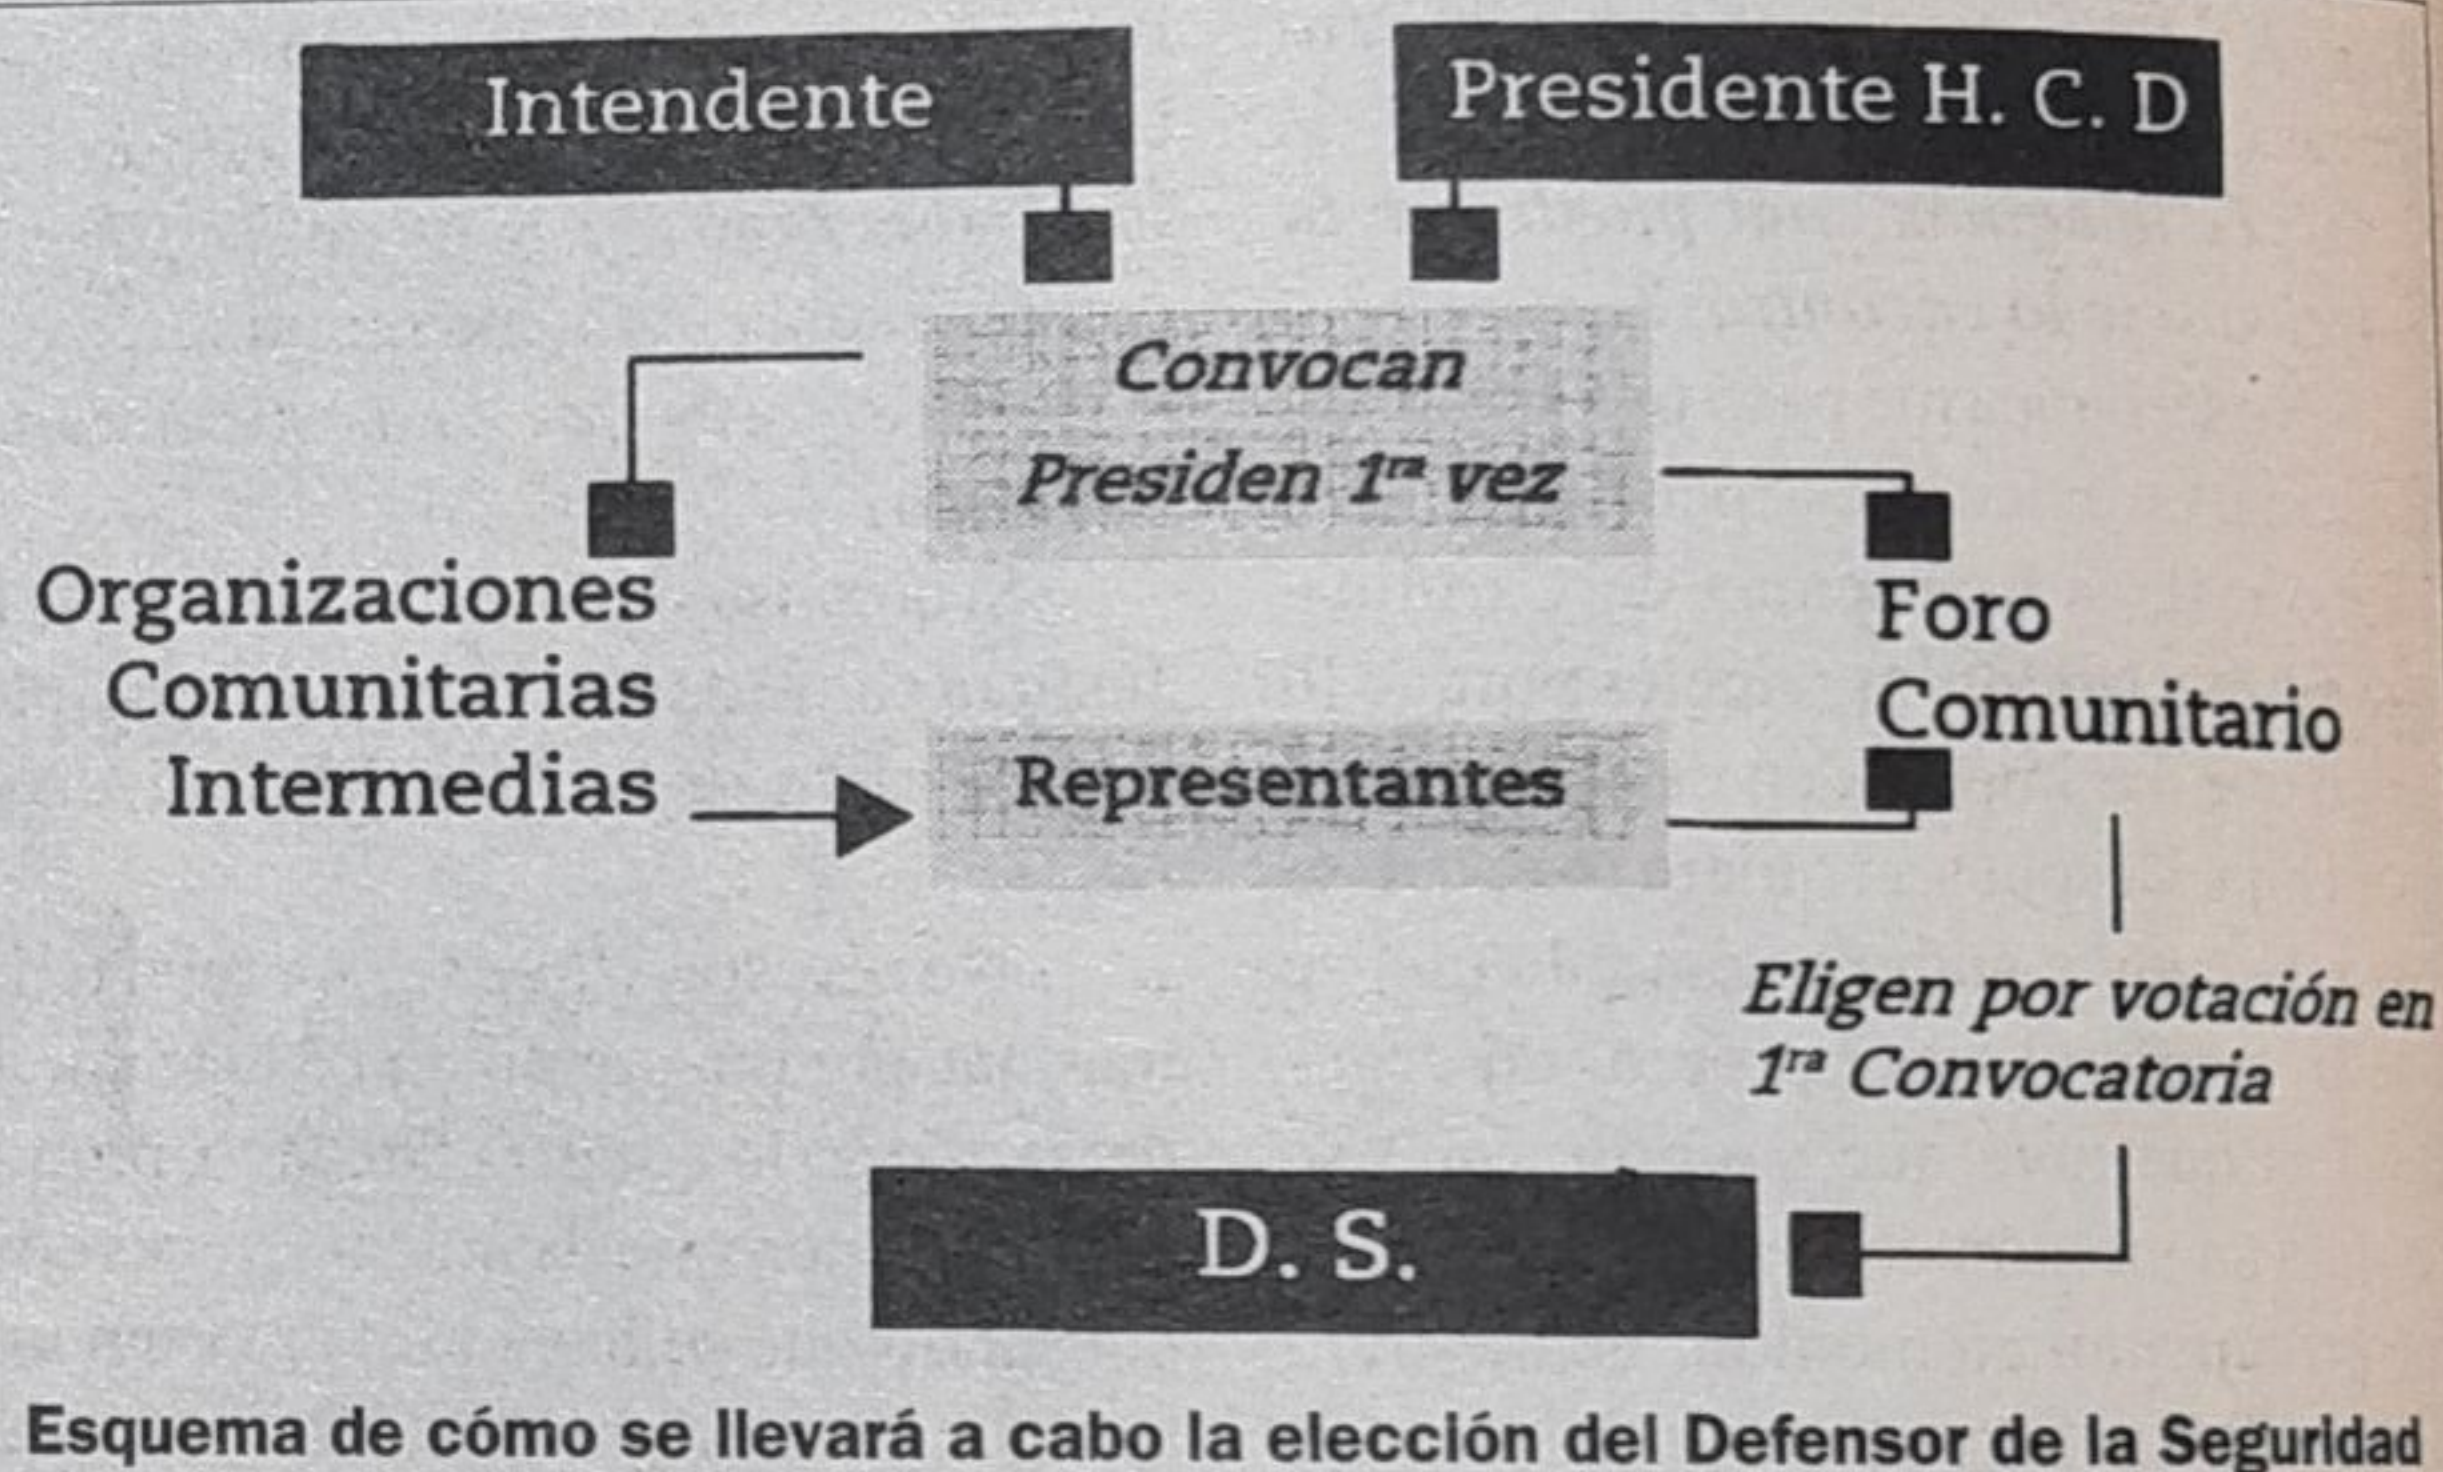 Intendente
Presidente H. C. D
Convocan
Presiden 1ra vez
Organizaciones
Comunitarias
Intermedias
Representantes
Foro
Comunitario
Eligen por votación en
1ra Convocatoria
D. S.
Esquema de cómo se llevará a cabo la elección del Defensor de la Seguridad